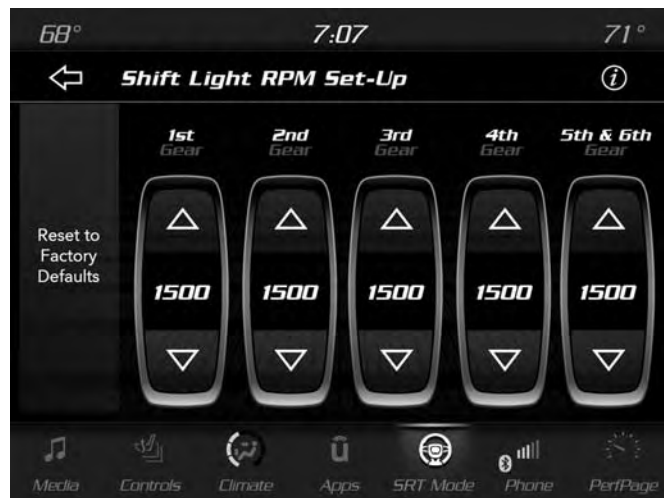 68° 7:07 71°
Shift Light RPM Set-Up i
1st 2nd 3rd 4th 5th & 6th
Gear Gear Gear Gear Gear
Reset to
Factory
Defaults
1500 1500 1500 1500 1500
ū
Media Controls Climate Apps SRT Mode Phone PerfPage